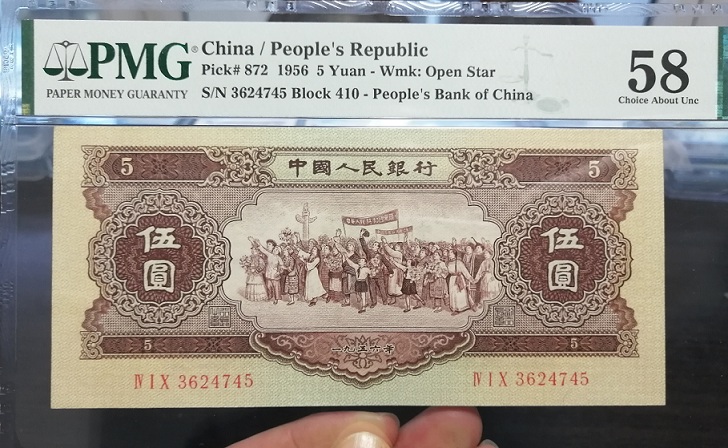 PMG®
PAPER MONEY GUARANTY
China / People's Republic
Pick# 872 1956 5 Yuan - Wmk: Open Star
S/N 3624745 Block 410 - People's Bank of China
58
Choice About Unc
5 中國人民銀行 5
伍圓 伍圓
5 一九五六年 5
Ⅳ Ⅰ Ⅹ 3624745 Ⅳ Ⅰ Ⅹ 3624745